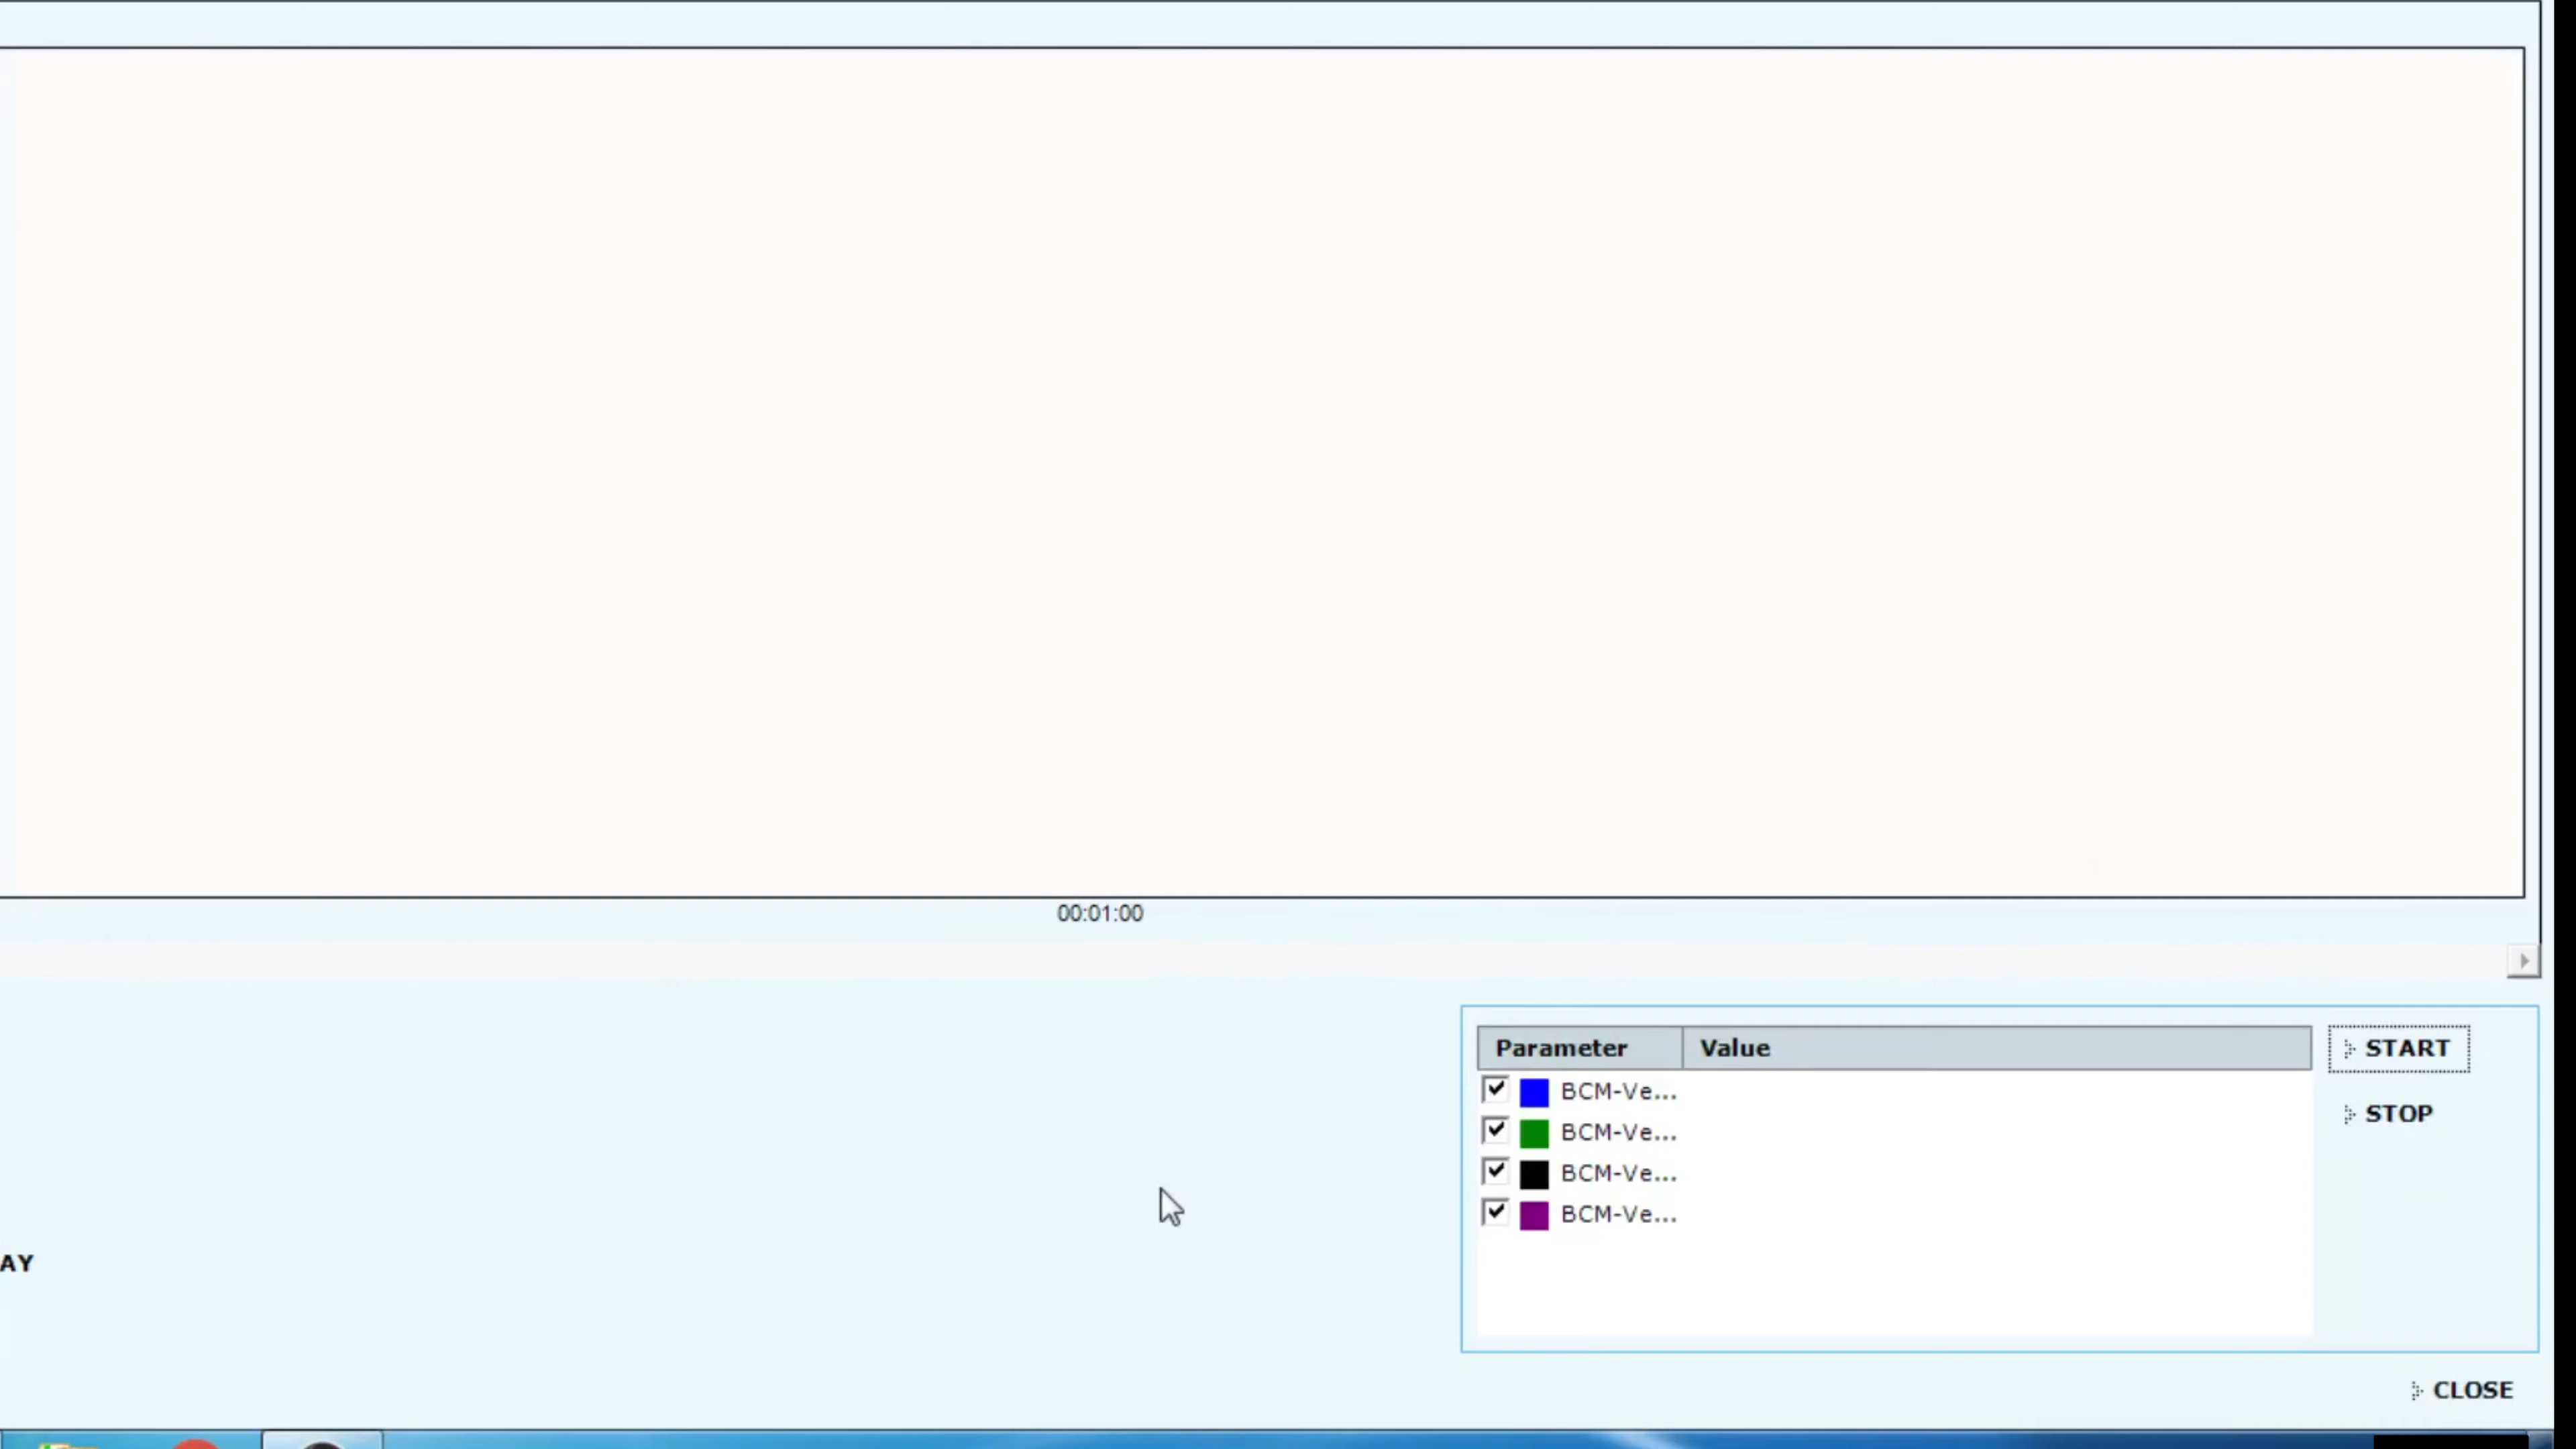 00:01:00
Parameter Value
START
BCM-Ve...
BCM-Ve...
STOP
BCM-Ve...
BCM-Ve...
AY
CLOSE